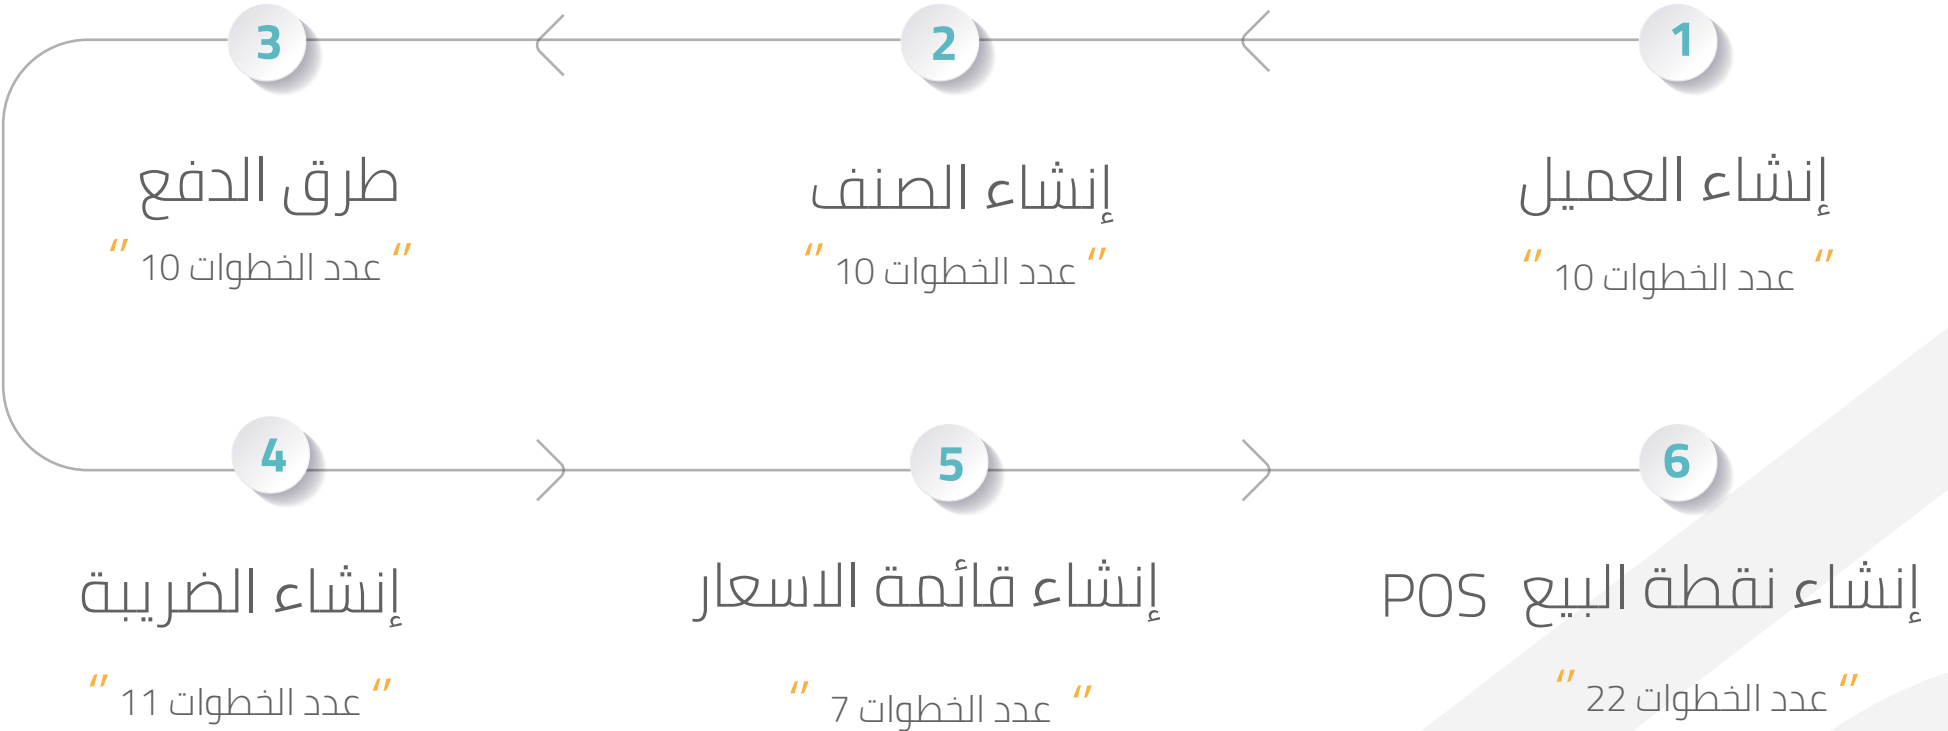 1
إنشاء العميل
" عدد الخطوات 10 "
2
إنشاء الصنف
" عدد الخطوات 10 "
3
طرق الدفع
" عدد الخطوات 10 "
4
إنشاء الضريبة
" عدد الخطوات 11 "
5
إنشاء قائمة الاسعار
" عدد الخطوات 7 "
6
إنشاء نقطة البيع POS
" عدد الخطوات 22 "